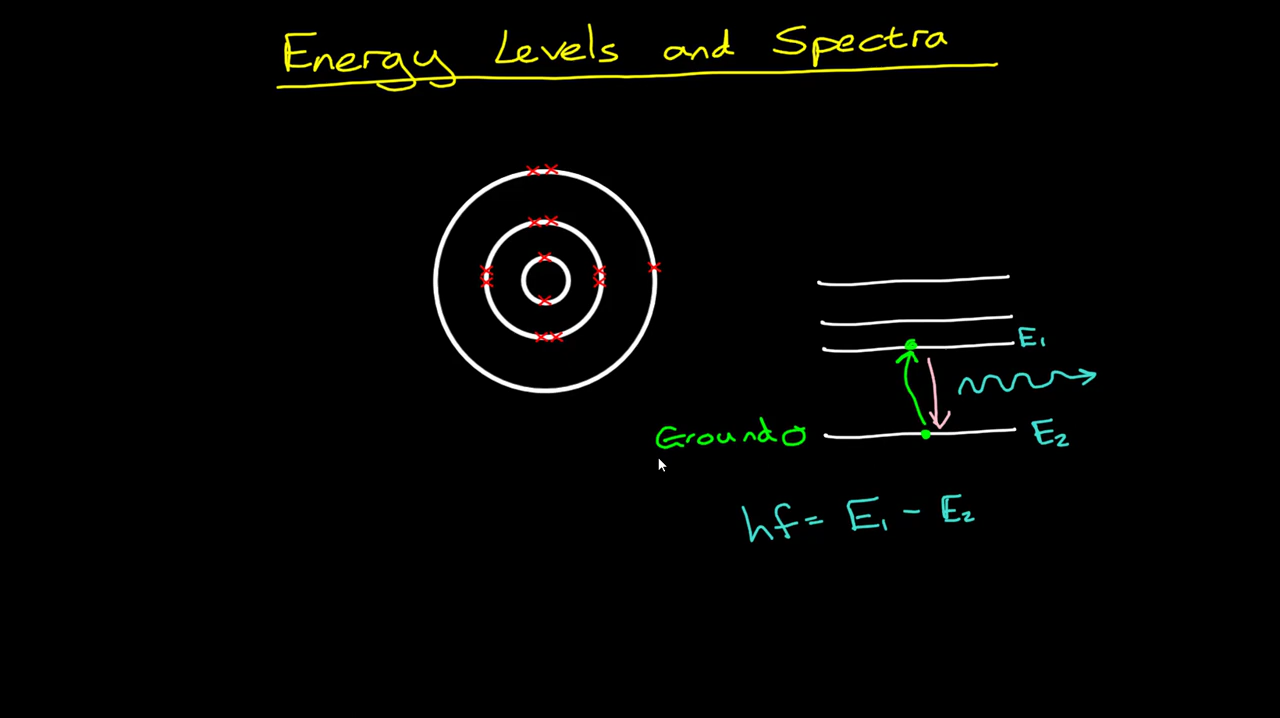 Energy Levels and Spectra
E₁
Ground O
E₂
hf = E₁ - E₂